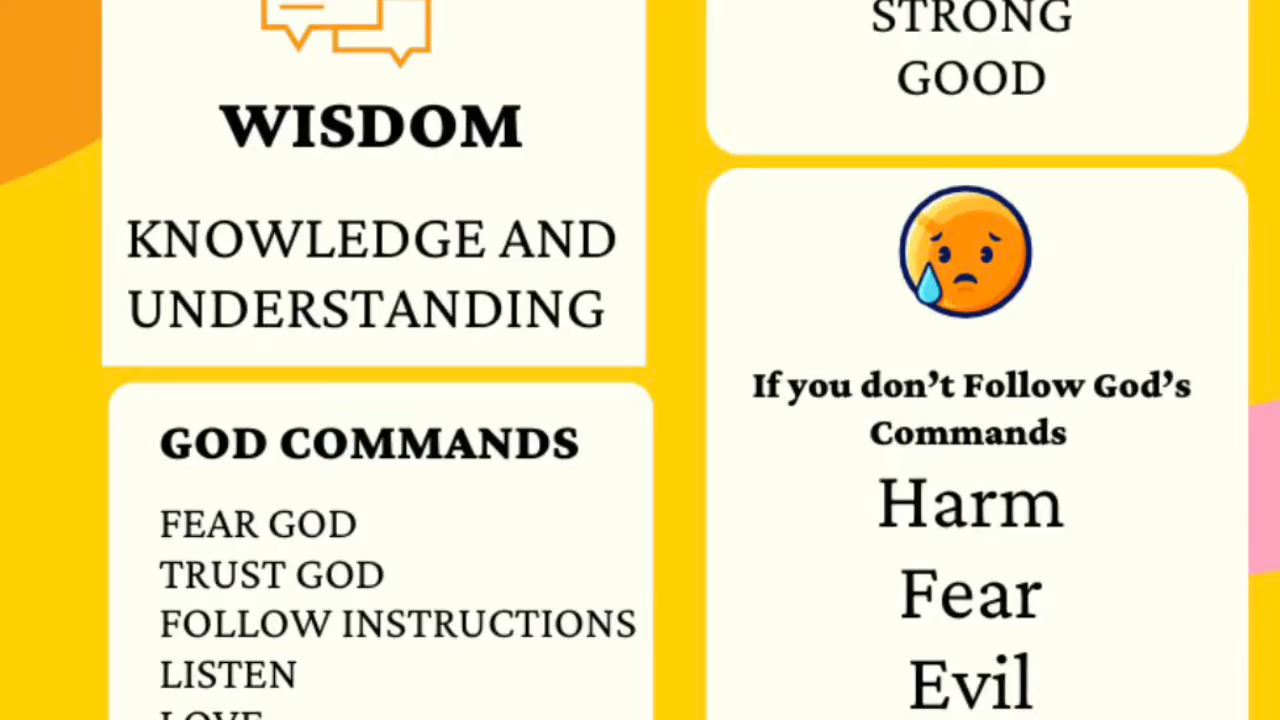 WISDOM
KNOWLEDGE AND
UNDERSTANDING
GOD COMMANDS
FEAR GOD
TRUST GOD
FOLLOW INSTRUCTIONS
LISTEN
LOVE
STRONG
GOOD
If you don’t Follow God’s
Commands
Harm
Fear
Evil